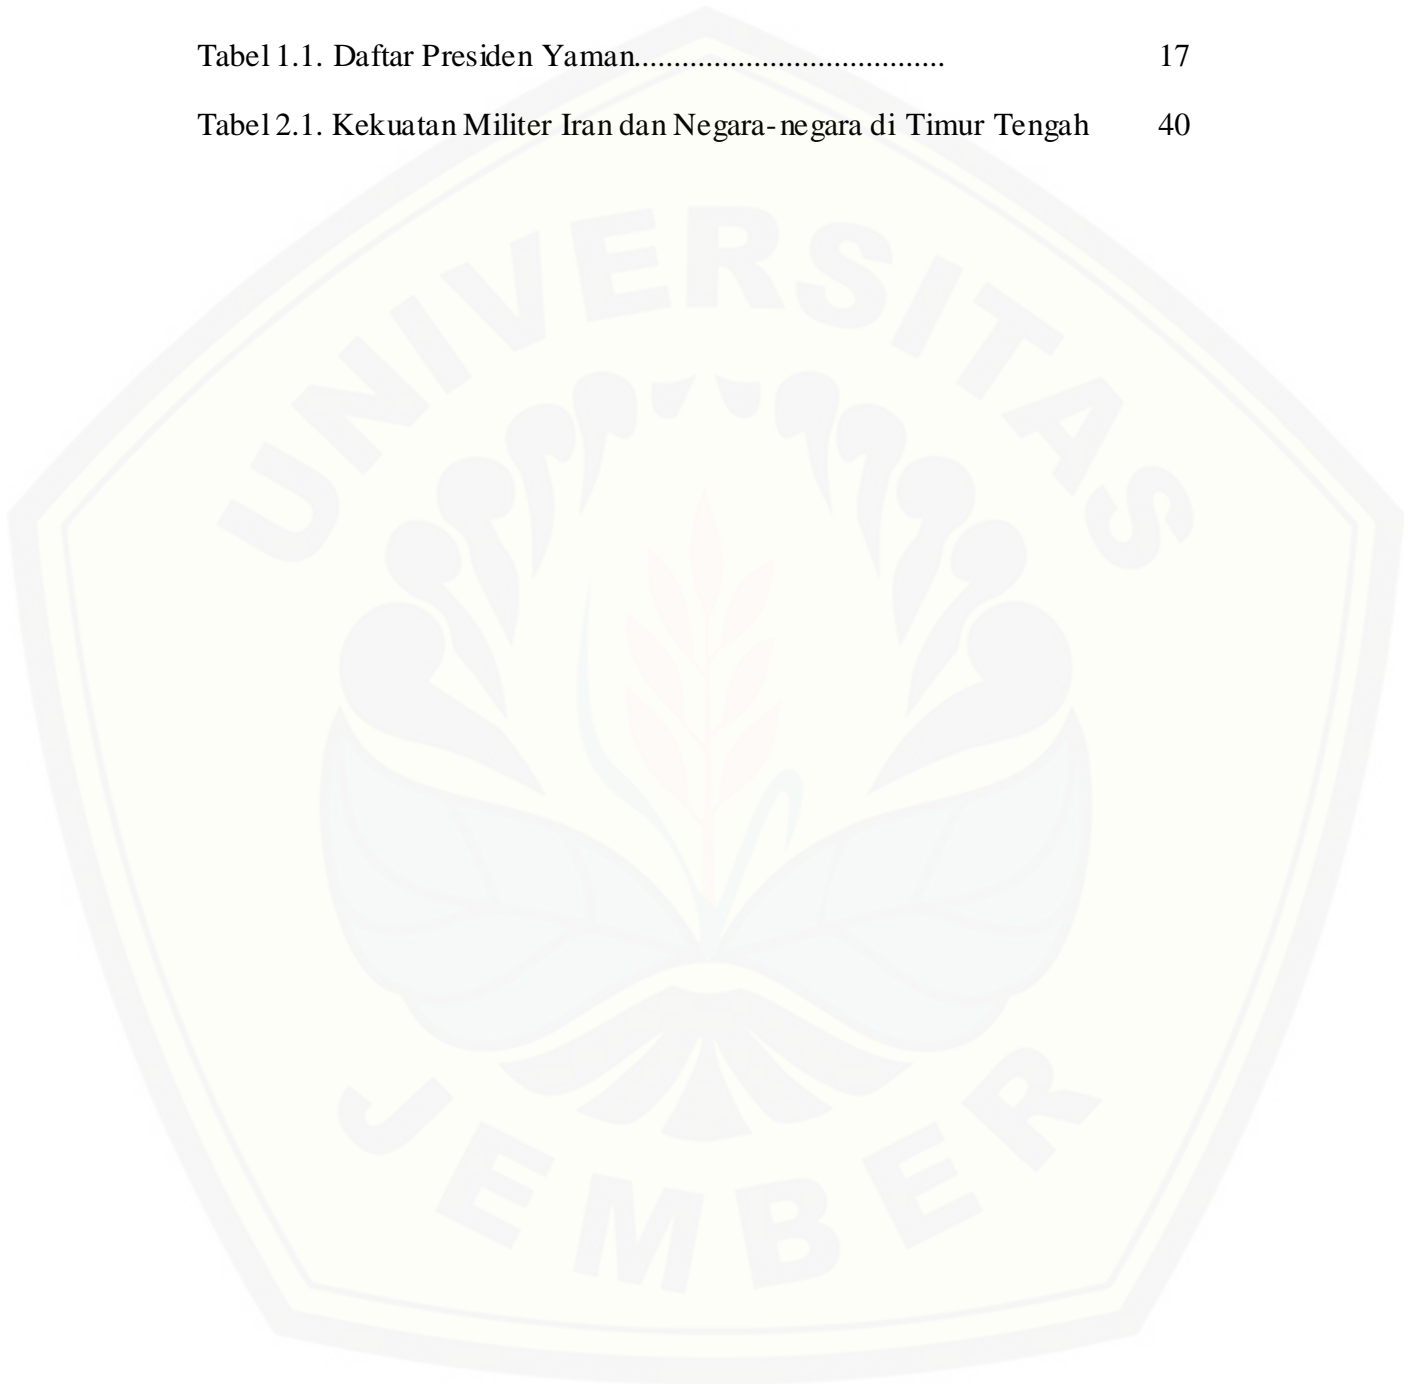 Tabel 1.1. Daftar Presiden Yaman....................................... 17
Tabel 2.1. Kekuatan Militer Iran dan Negara-negara di Timur Tengah 40
UNIVERSITAS
JEMBER